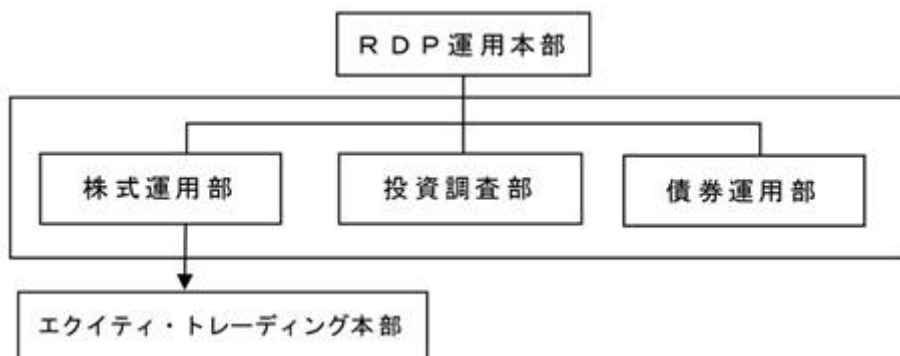 ＲＤＰ運用本部
株式運用部
投資調査部
債券運用部
エクイティ・トレーディング本部